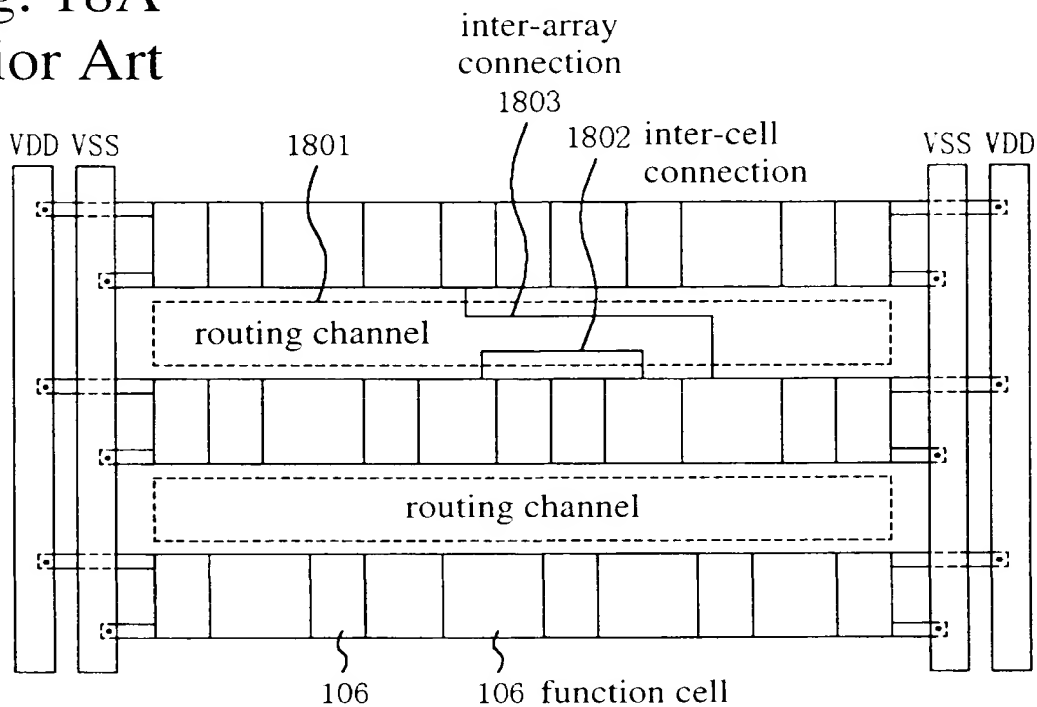 g. 18A
ior Art
inter-array
connection
1803
VDD VSS
1801
1802 inter-cell
connection
VSS VDD
routing channel
routing channel
106
106 function cell